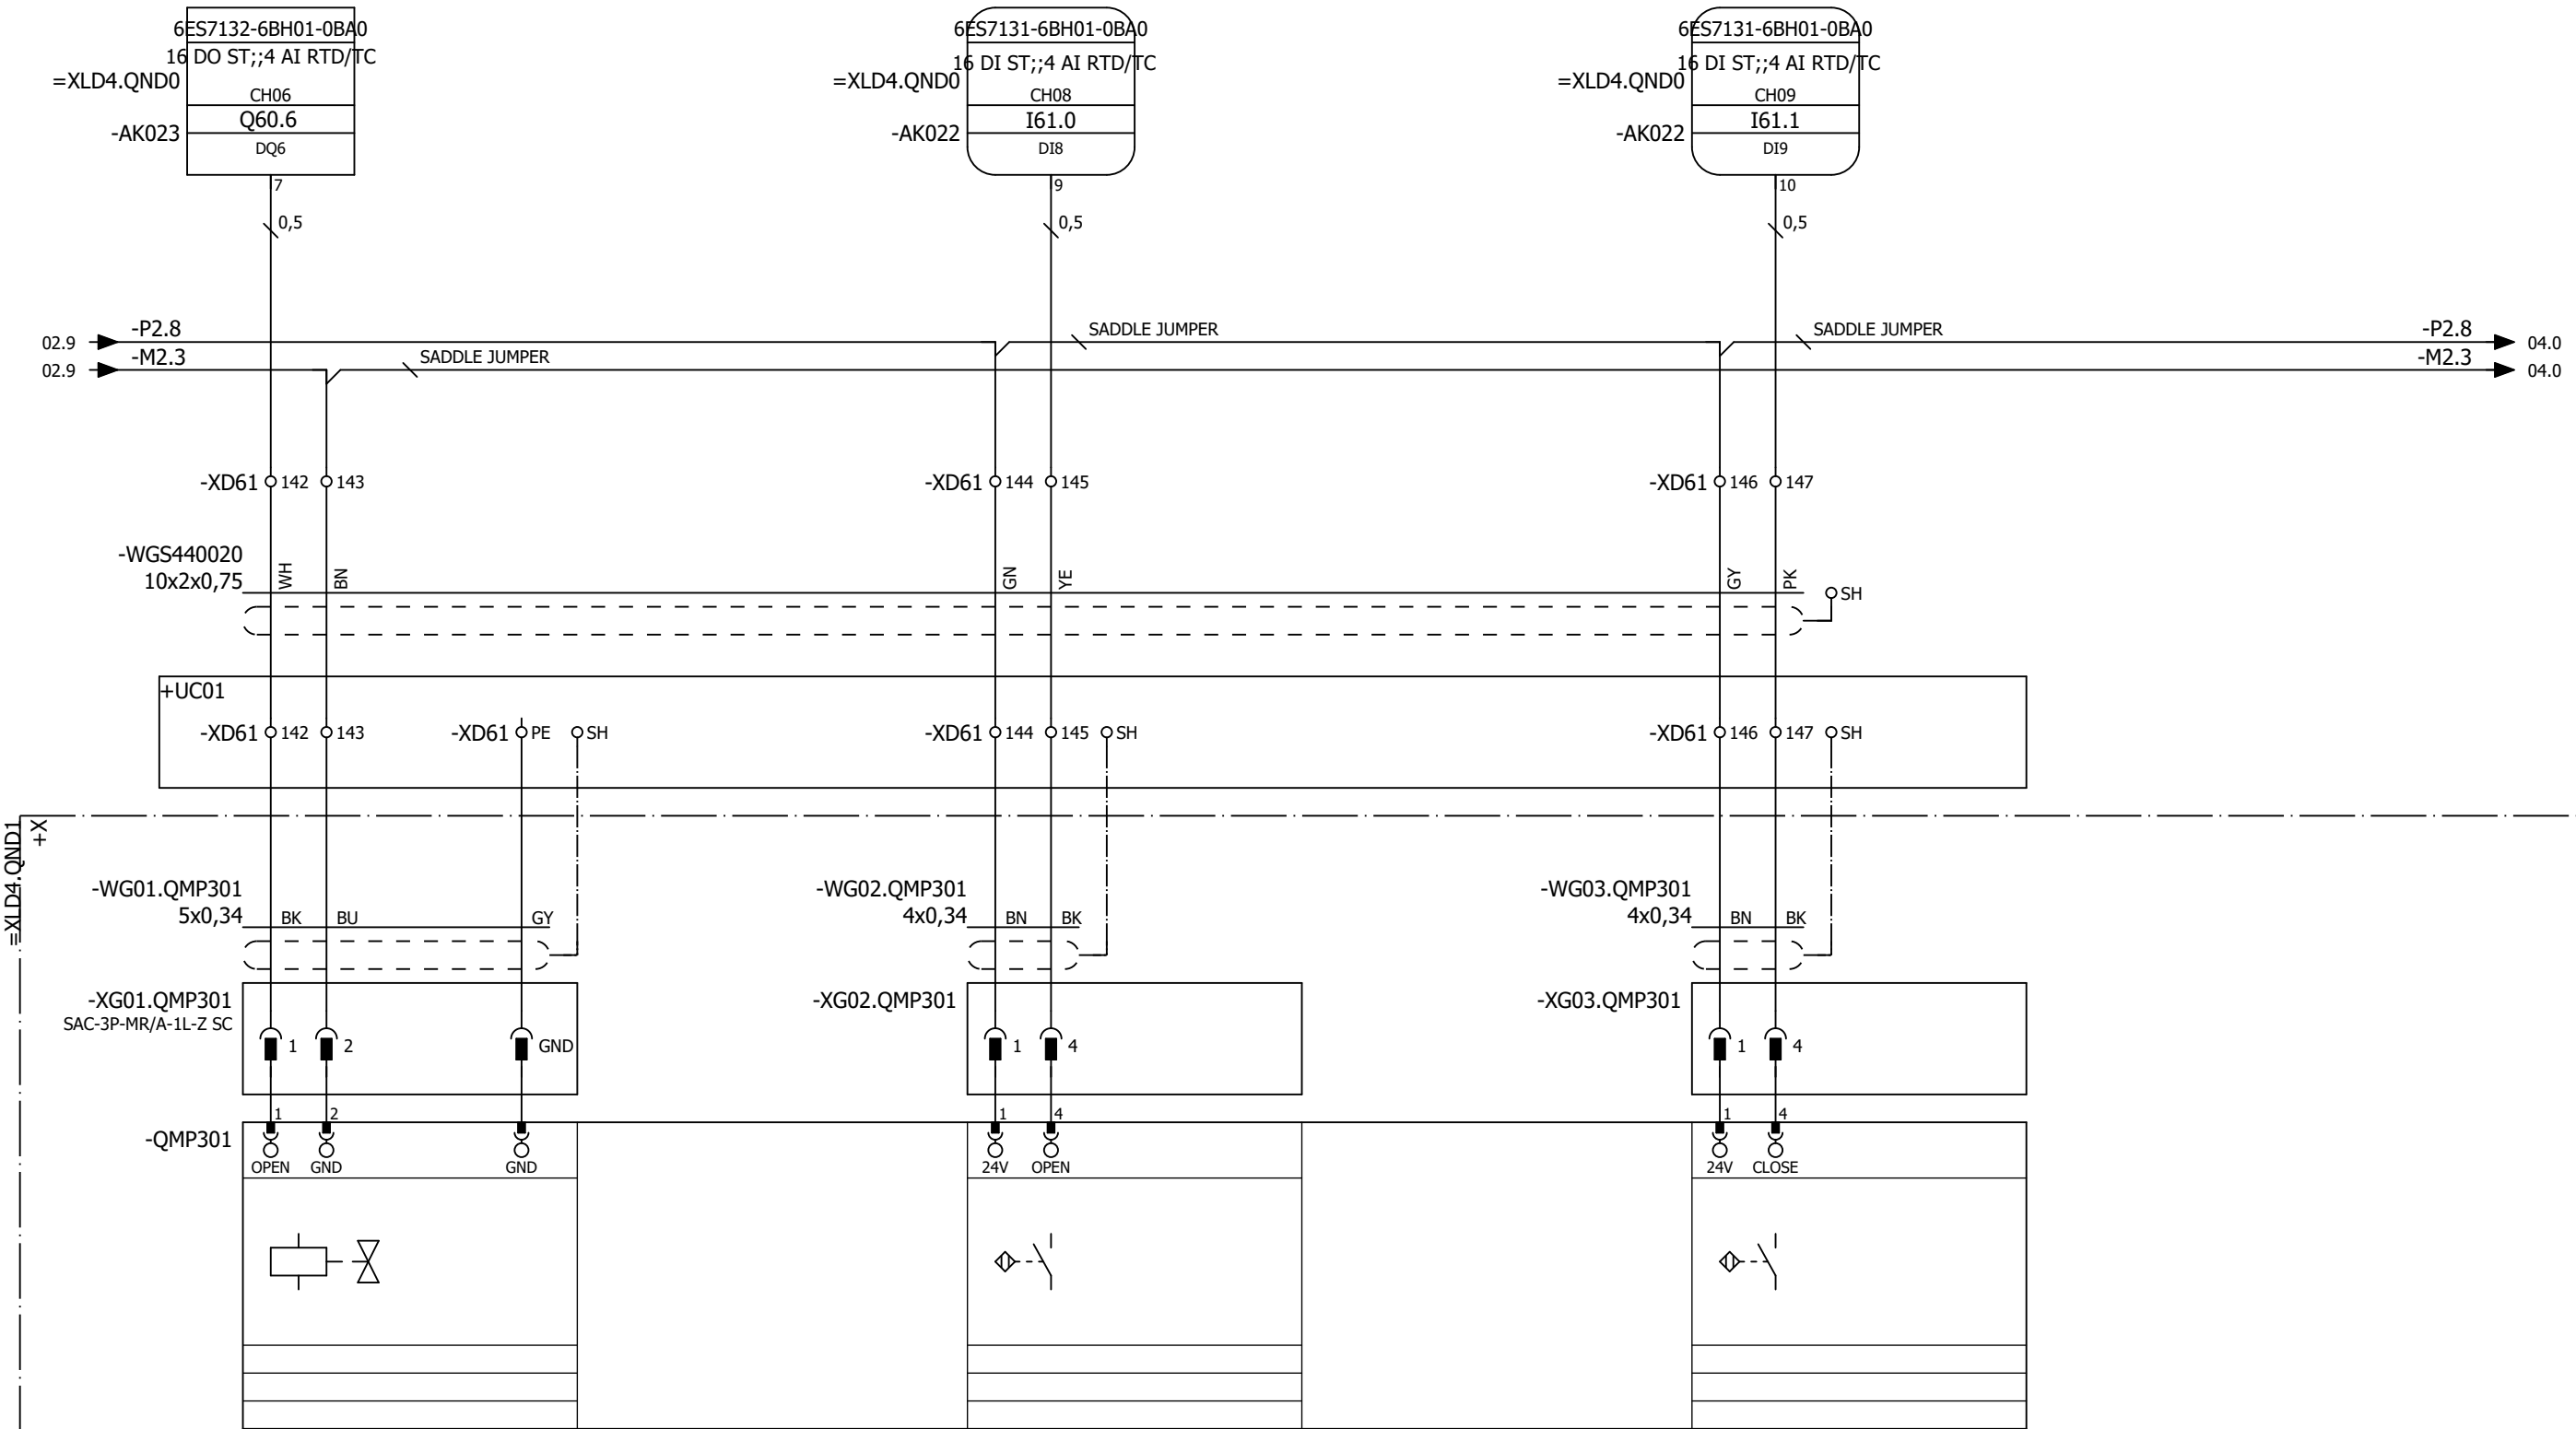 6ES7132-6BH01-0BA0
16 DO ST;;4 AI RTD/TC
=XLD4.QND0
CH06
Q60.6
-AK023
DQ6
7
0,5
6ES7131-6BH01-0BA0
16 DI ST;;4 AI RTD/TC
=XLD4.QND0
CH08
I61.0
-AK022
DI8
9
0,5
6ES7131-6BH01-0BA0
16 DI ST;;4 AI RTD/TC
=XLD4.QND0
CH09
I61.1
-AK022
DI9
10
0,5
02.9 -P2.8 SADDLE JUMPER SADDLE JUMPER -P2.8 04.0
02.9 -M2.3 SADDLE JUMPER -M2.3 04.0
-XD61 142 143 -XD61 144 145 -XD61 146 147
-WGS440020
10x2x0,75 WH BN GN YE GY PK SH
+UC01
-XD61 142 143 -XD61 PE SH -XD61 144 145 SH -XD61 146 147 SH
=XLD4.QND1
+X
-WG01.QMP301 -WG02.QMP301 -WG03.QMP301
5x0,34 BK BU GY 4x0,34 BN BK 4x0,34 BN BK
-XG01.QMP301 -XG02.QMP301 -XG03.QMP301
SAC-3P-MR/A-1L-Z SC
1 2 GND 1 4 1 4
1 2 1 4 1 4
-QMP301
OPEN GND GND 24V OPEN 24V CLOSE